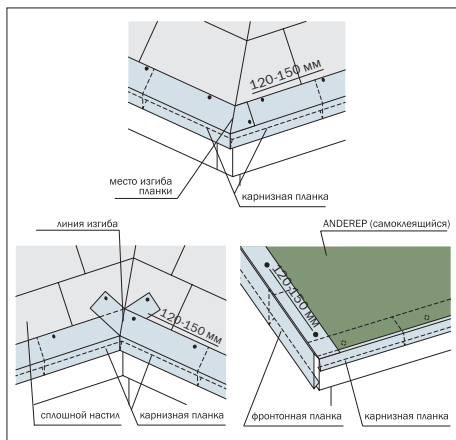 120-150 мм
место изгиба
планки
карнизная планка
линия изгиба
ANDEREP (самоклеящийся)
120-150 мм
120-150 мм
сплошной настил
карнизная планка
фронтонная планка
карнизная планка